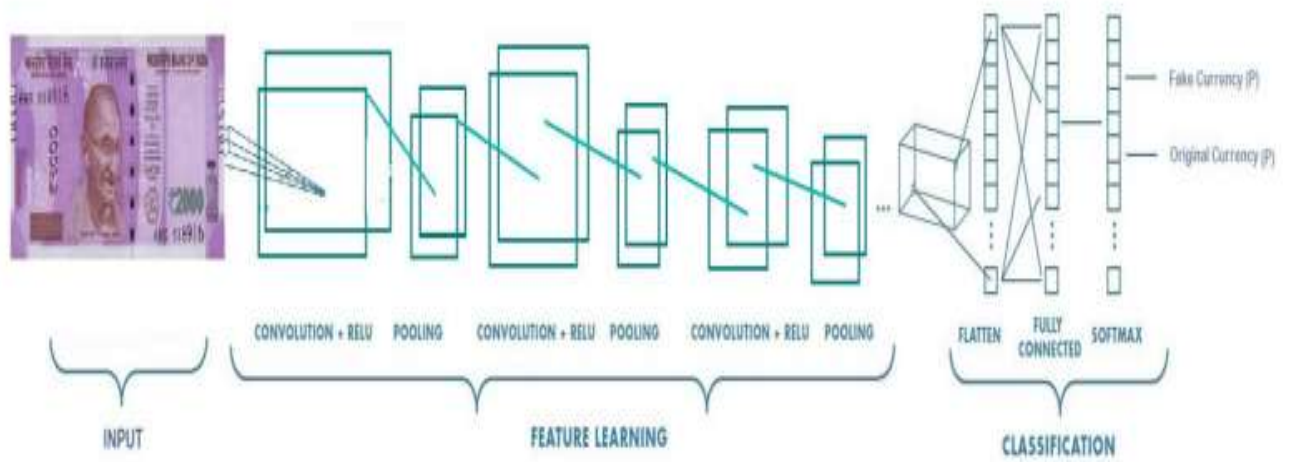 ₹2000
Fake Currency (P)
Original Currency (P)
CONVOLUTION + RELU POOLING CONVOLUTION + RELU POOLING CONVOLUTION + RELU POOLING
FLATTEN FULLY CONNECTED SOFTMAX
INPUT
FEATURE LEARNING
CLASSIFICATION